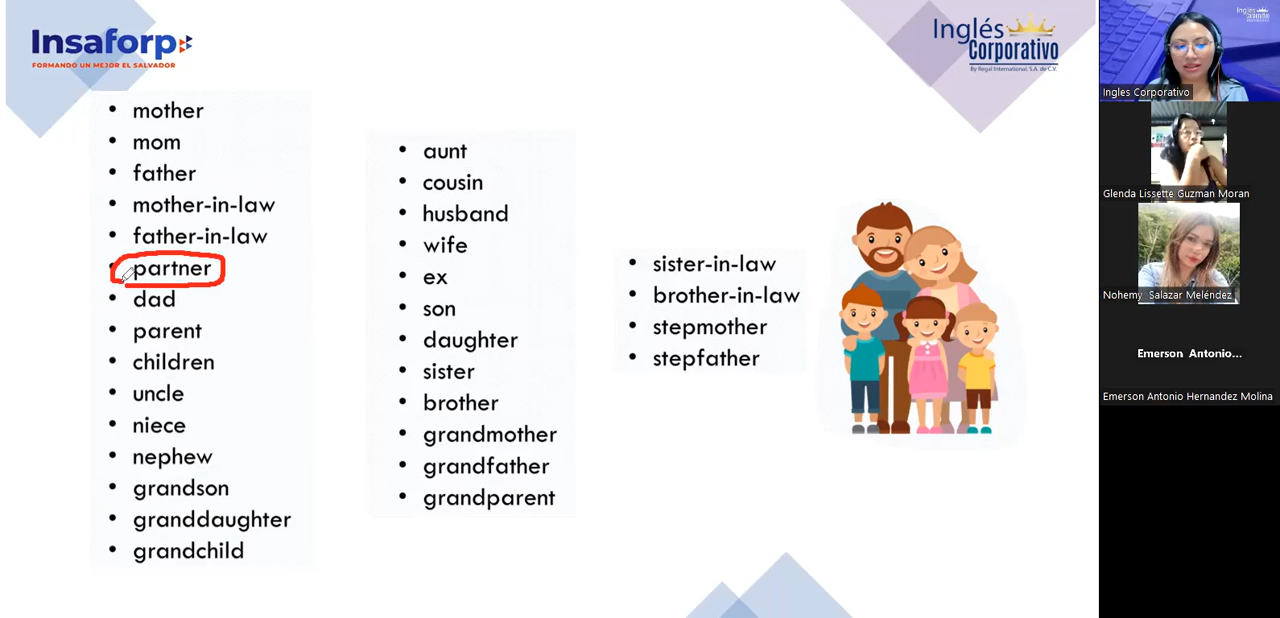 Insaforp
FORMANDO UN MEJOR EL SALVADOR
Inglés
Corporativo
By Regal International, S.A. de C.V.
mother
mom
father
mother-in-law
father-in-law
partner
dad
parent
children
uncle
niece
nephew
grandson
granddaughter
grandchild
aunt
cousin
husband
wife
ex
son
daughter
sister
brother
grandmother
grandfather
grandparent
sister-in-law
brother-in-law
stepmother
stepfather
Ingles Corporativo
Glenda Lissette Guzman Moran
Nohemy Salazar Meléndez
Emerson Antonio...
Emerson Antonio Hernandez Molina